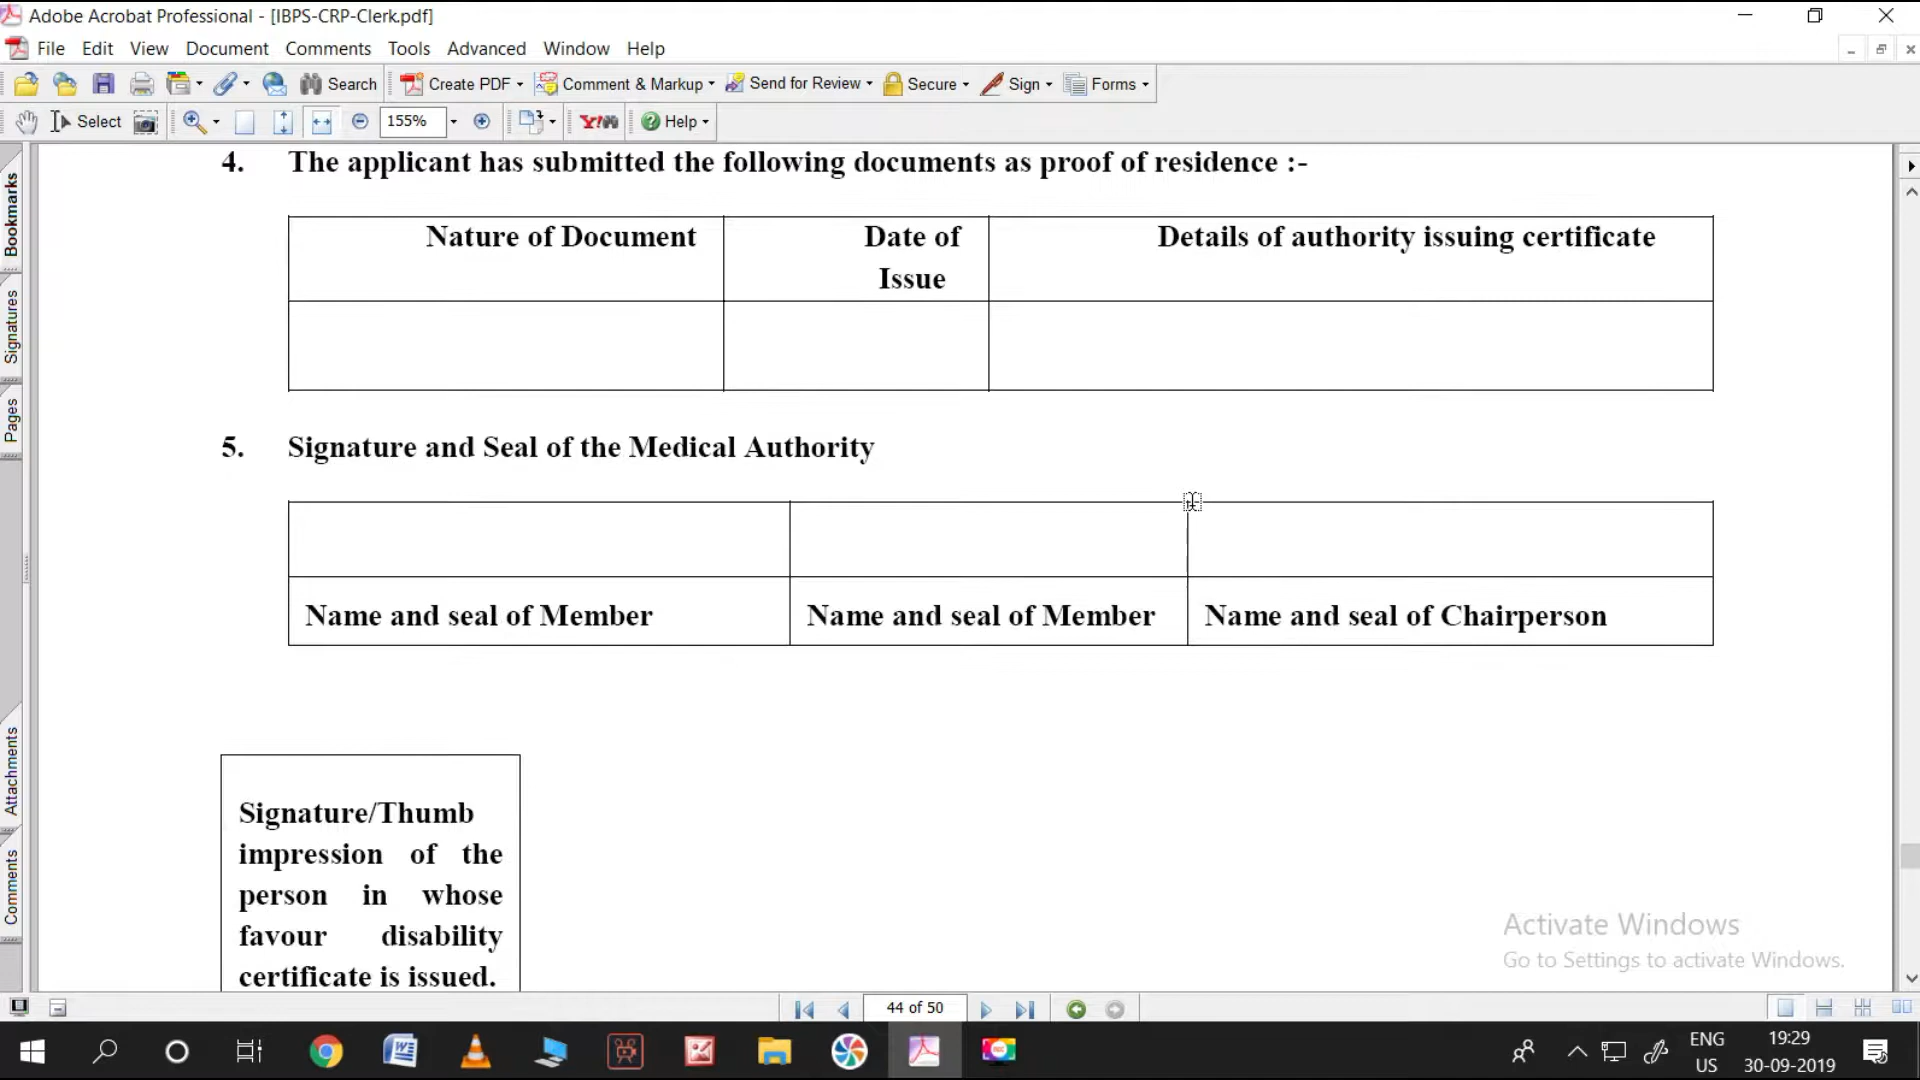 Adobe Acrobat Professional - [IBPS-CRP-Clerk.pdf]
File Edit View Document Comments Tools Advanced Window Help
Search Create PDF Comment & Markup Send for Review Secure Sign Forms
Select 155% Y! Help
Bookmarks
Signatures
Pages
Attachments
Comments
4. The applicant has submitted the following documents as proof of residence :-
Nature of Document Date of Issue Details of authority issuing certificate
5. Signature and Seal of the Medical Authority
Name and seal of Member Name and seal of Member Name and seal of Chairperson
Signature/Thumb
impression of the
person in whose
favour disability
certificate is issued.
Activate Windows
Go to Settings to activate Windows.
44 of 50
ENG
US
19:29
30-09-2019